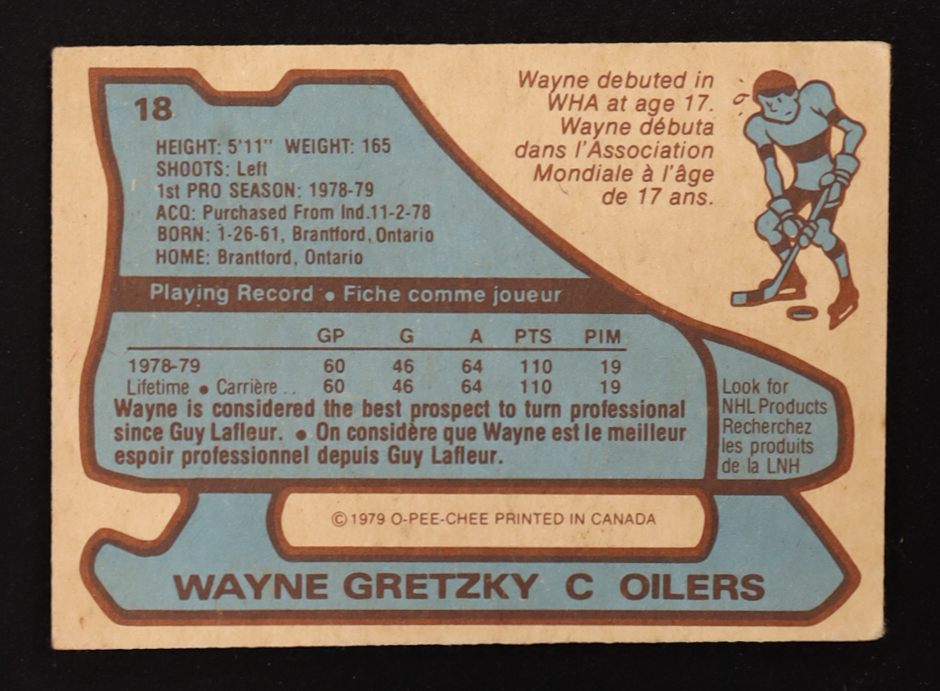 18
HEIGHT: 5'11" WEIGHT: 165
SHOOTS: Left
1st PRO SEASON: 1978-79
ACQ: Purchased From Ind.11-2-78
BORN: 1-26-61, Brantford, Ontario
HOME: Brantford, Ontario
Wayne debuted in
WHA at age 17.
Wayne débuta
dans l'Association
Mondiale à l'âge
de 17 ans.
Playing Record • Fiche comme joueur
GP G A PTS PIM
1978-79 60 46 64 110 19
Lifetime • Carrière .. 60 46 64 110 19
Wayne is considered the best prospect to turn professional
since Guy Lafleur. • On considère que Wayne est le meilleur
espoir professionnel depuis Guy Lafleur.
Look for
NHL Products
Recherchez
les produits
de la LNH
© 1979 O-PEE-CHEE PRINTED IN CANADA
WAYNE GRETZKY C OILERS